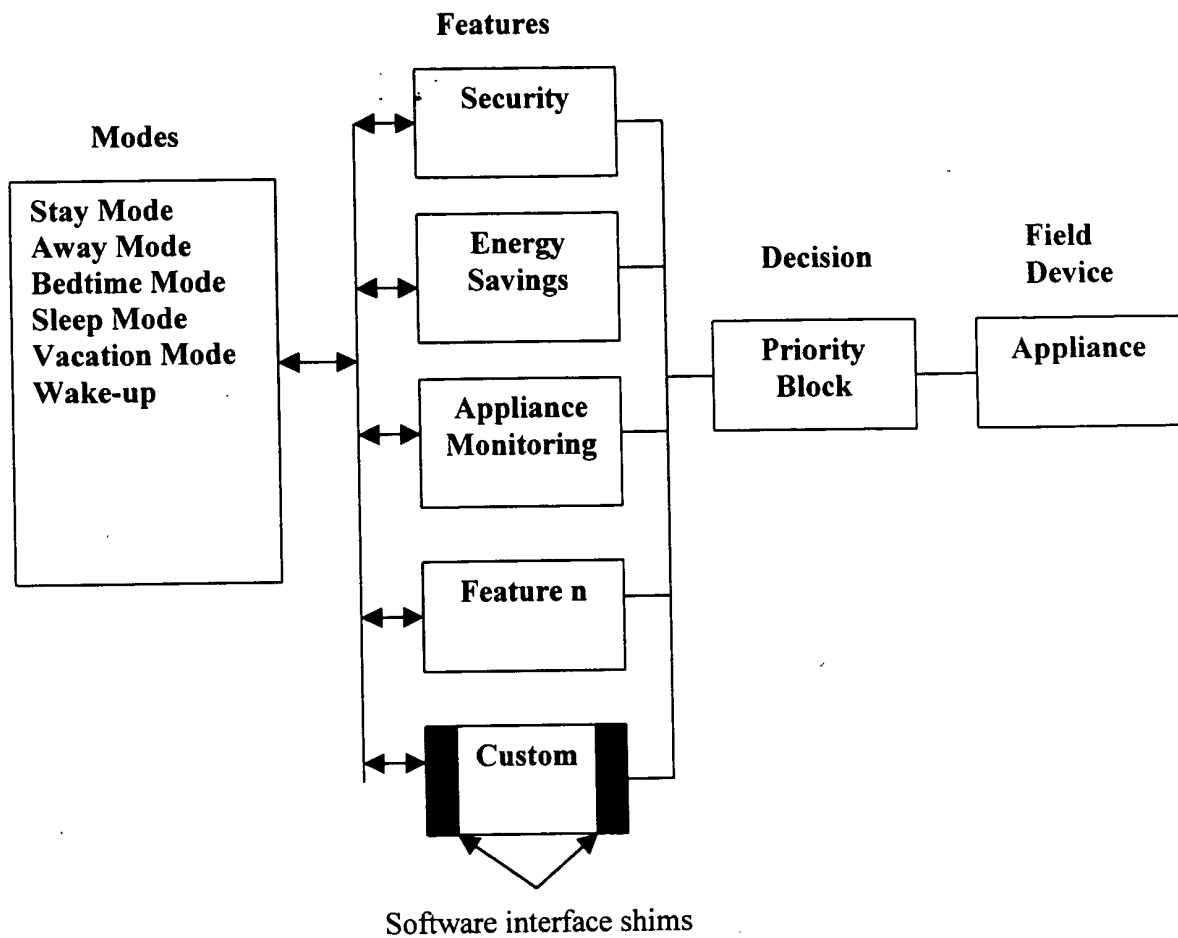 Features
Security
Modes
Stay Mode
Away Mode
Bedtime Mode
Sleep Mode
Vacation Mode
Wake-up
Energy
Savings
Decision
Field
Device
Priority
Block
Appliance
Appliance
Monitoring
Feature n
Custom
Software interface shims